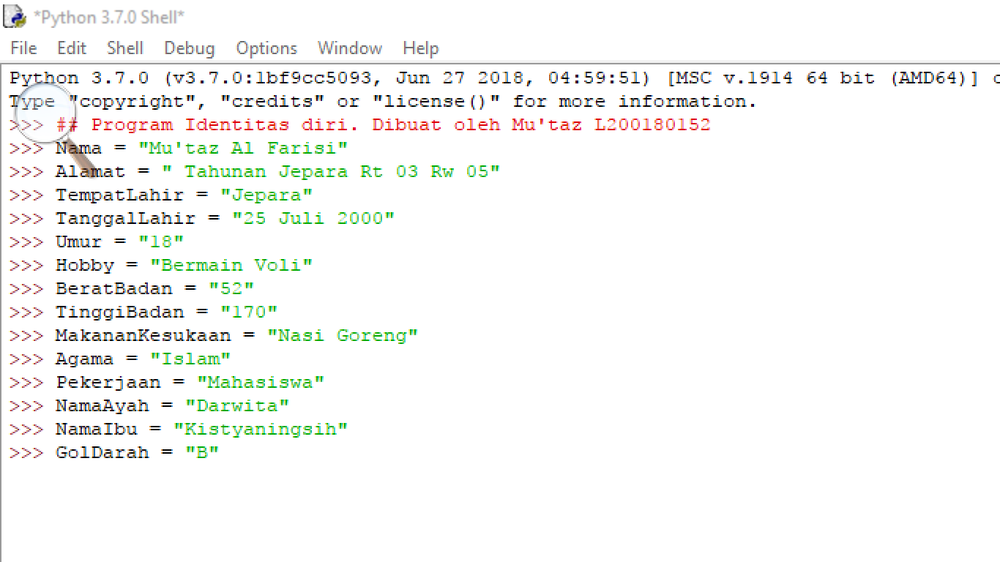 *Python 3.7.0 Shell*
File Edit Shell Debug Options Window Help
Python 3.7.0 (v3.7.0:1bf9cc5093, Jun 27 2018, 04:59:51) [MSC v.1914 64 bit (AMD64)]
Type "copyright", "credits" or "license()" for more information.
>>> ## Program Identitas diri. Dibuat oleh Mu'taz L200180152
>>> Nama = "Mu'taz Al Farisi"
>>> Alamat = " Tahunan Jepara Rt 03 Rw 05"
>>> TempatLahir = "Jepara"
>>> TanggalLahir = "25 Juli 2000"
>>> Umur = "18"
>>> Hobby = "Bermain Voli"
>>> BeratBadan = "52"
>>> TinggiBadan = "170"
>>> MakananKesukaan = "Nasi Goreng"
>>> Agama = "Islam"
>>> Pekerjaan = "Mahasiswa"
>>> NamaAyah = "Darwita"
>>> NamaIbu = "Kistyaningsih"
>>> GolDarah = "B"